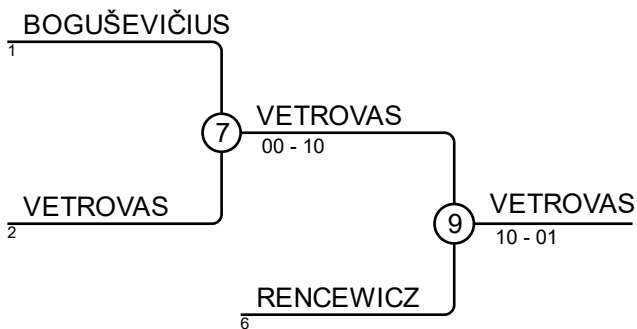 BOGUŠEVIČIUS
1
7
VETROVAS
00 - 10
VETROVAS
2
9
VETROVAS
10 - 01
RENCEWICZ
6